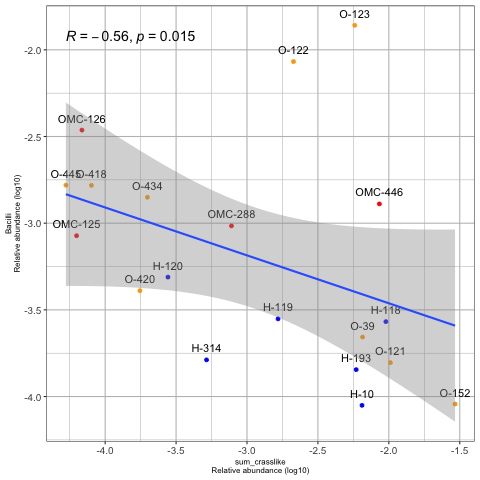 O-123
R = − 0.56, p = 0.015
-2.0
O-122
-2.5
OMC-126
O-445
O-418
O-434
OMC-446
OMC-288
-3.0
OMC-125
H-120
O-420
H-119
H-118
-3.5
O-39
H-314
O-121
H-193
H-10
O-152
-4.0
-4.0 -3.5 -3.0 -2.5 -2.0 -1.5
Bacilli
Relative abundance (log10)
sum_crasslike
Relative abundance (log10)